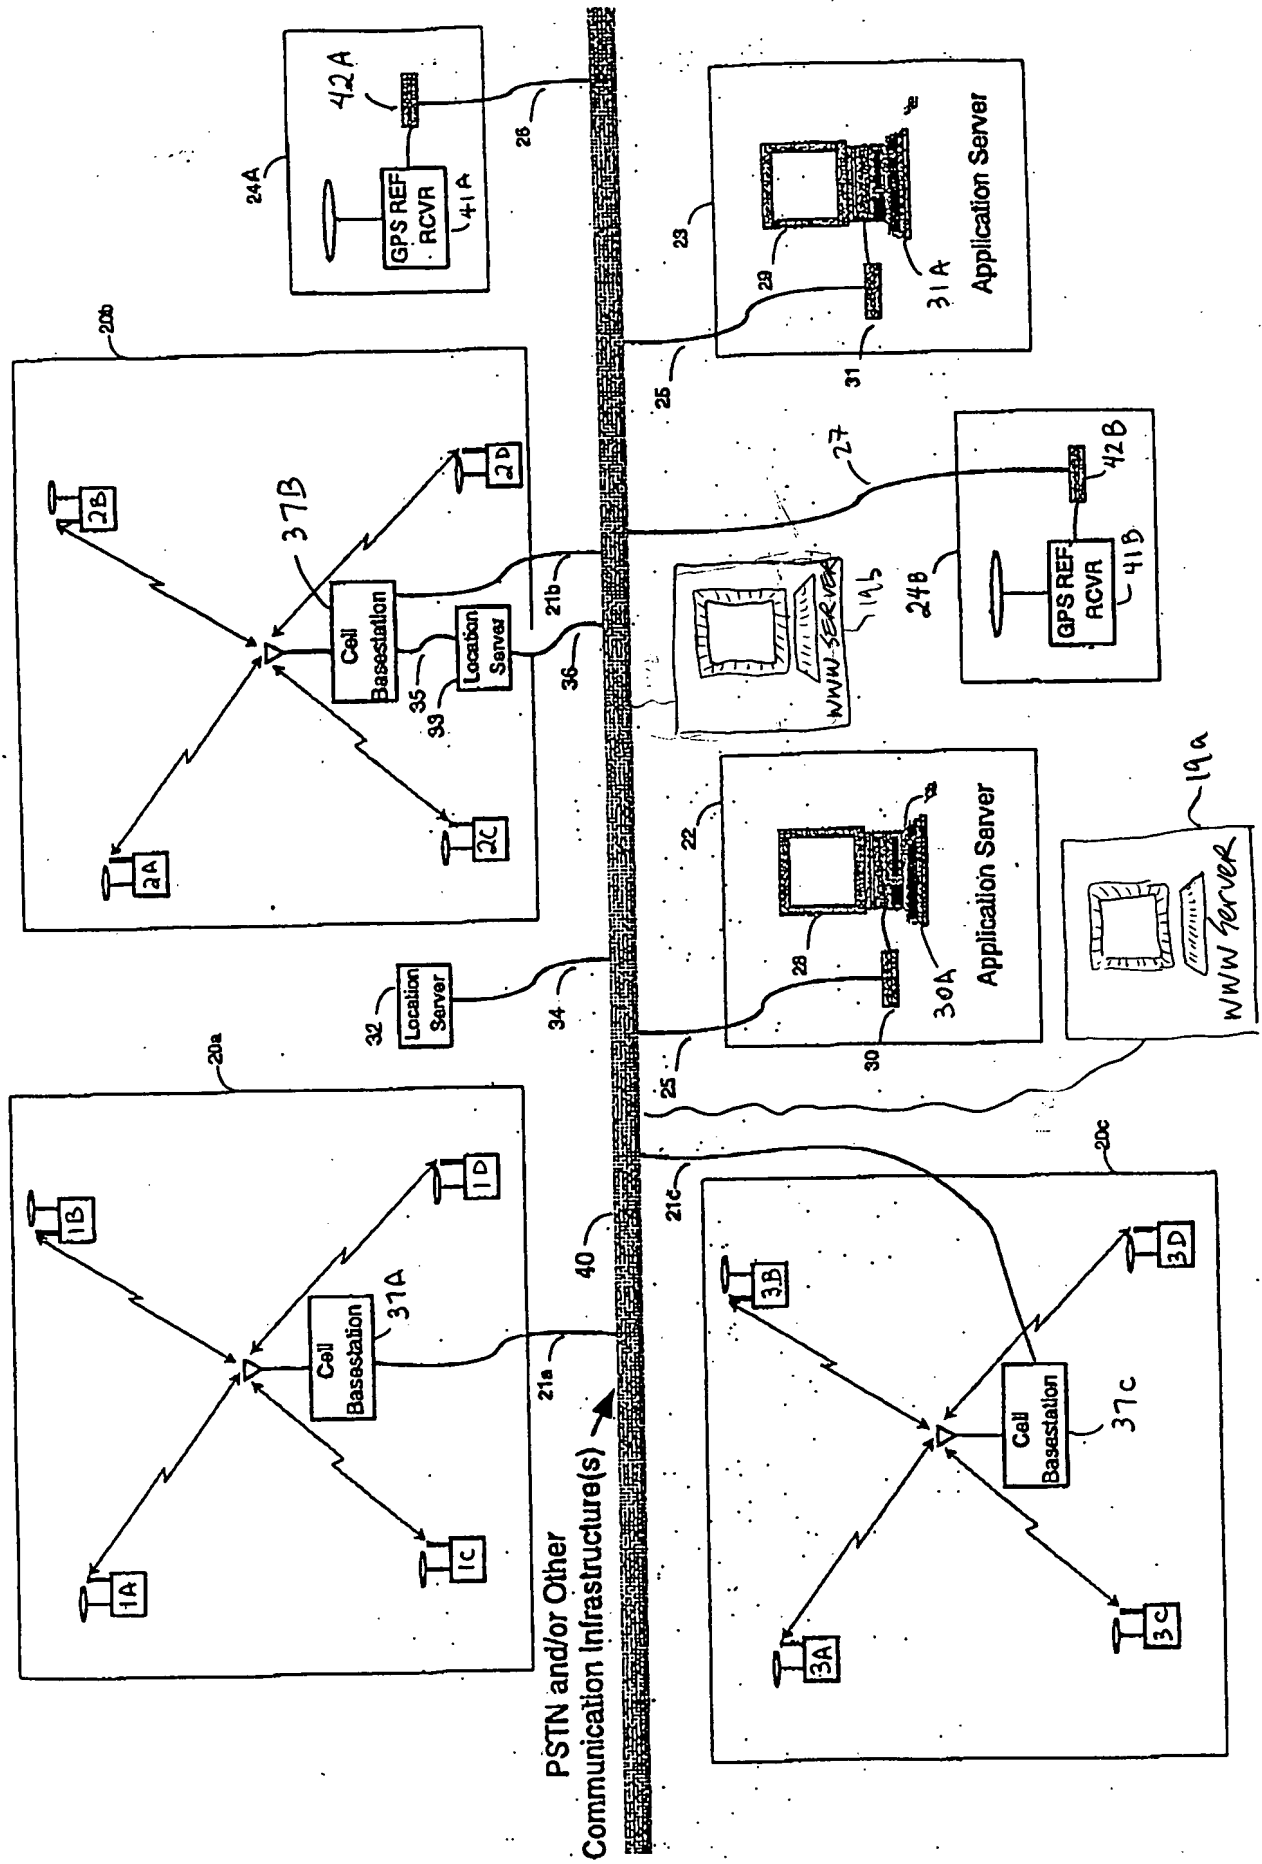 20a
1A
1B
1C
1D
Cell
Basestation
37A
21a
32
Location
Server
34
20b
2A
2B
2C
2D
Cell
Basestation
37B
35
33
Location
Server
36
21b
24A
42A
GPS REF
RCVR
41A
26
PSTN and/or Other
Communication Infrastructure(s)
40
21c
20c
3A
3B
3C
3D
Cell
Basestation
37C
25
22
28
30
30A
Application Server
19a
WWW Server
WWW SERVER
19b
27
24B
GPS REF
RCVR
41B
42B
25
23
29
31
31A
Application Server